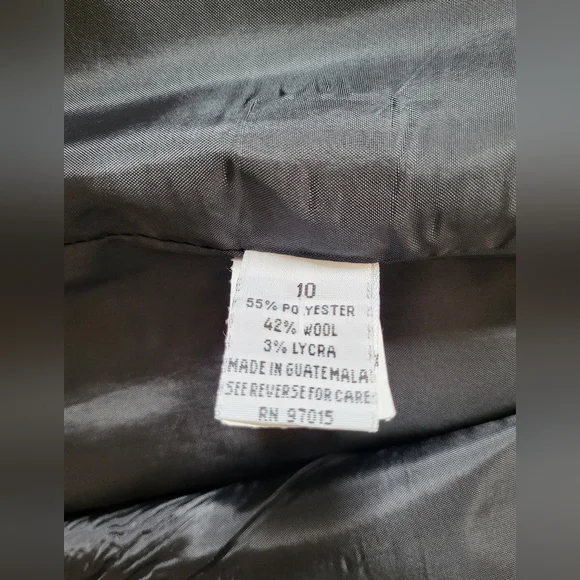 10
55% POLYESTER
42% WOOL
3% LYCRA
MADE IN GUATEMALA
SEE REVERSE FOR CARE
RN 97015